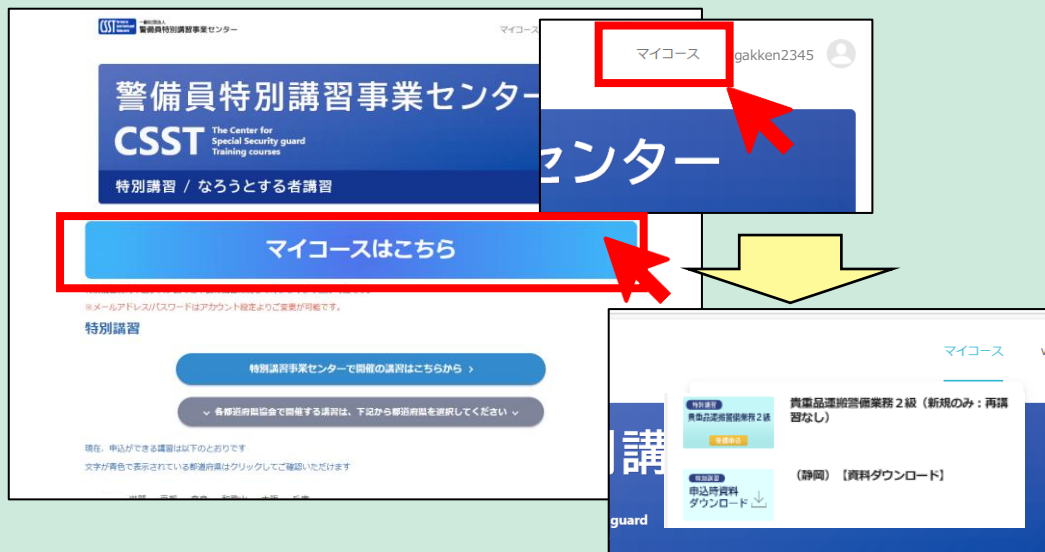 CSST
一般社団法人
警備員特別講習事業センター
マイコース
警備員特別講習事業センター
CSST
The Center for
Special Security guard
Training courses
特別講習 / なろうとする者講習
マイコースはこちら
※メールアドレス/パスワードはアカウント設定よりご変更が可能です。
特別講習
特別講習事業センターで開催の講習はこちらから ›
各都道府県協会で開催する講習は、下記から都道府県を選択してください
現在、申込ができる講習は以下のとおりです
文字が青色で表示されている都道府県はクリックしてご確認いただけます
マイコース
gakken2345
センター
マイコース
特別講習
貴重品運搬警備業務2級
貴重品運搬警備業務2級(新規のみ:再講
習なし)
講
特別講習
申込時資料
ダウンロード
(静岡)【資料ダウンロード】
guard